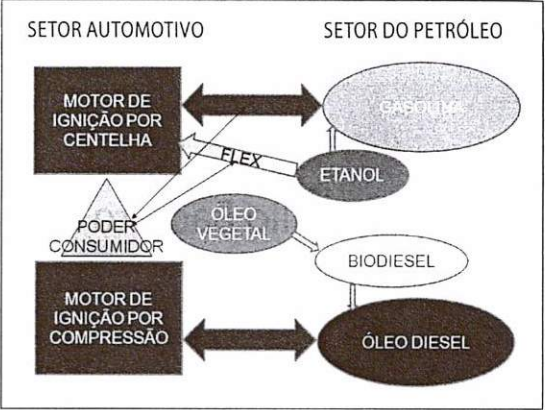 SETOR AUTOMOTIVO
SETOR DO PETRÓLEO
MOTOR DE
IGNIÇÃO POR
CENTELHA
GASOLINA
FLEX
ETANOL
PODER
CONSUMIDOR
ÓLEO
VEGETAL
BIODIESEL
MOTOR DE
IGNIÇÃO POR
COMPRESSÃO
ÓLEO DIESEL